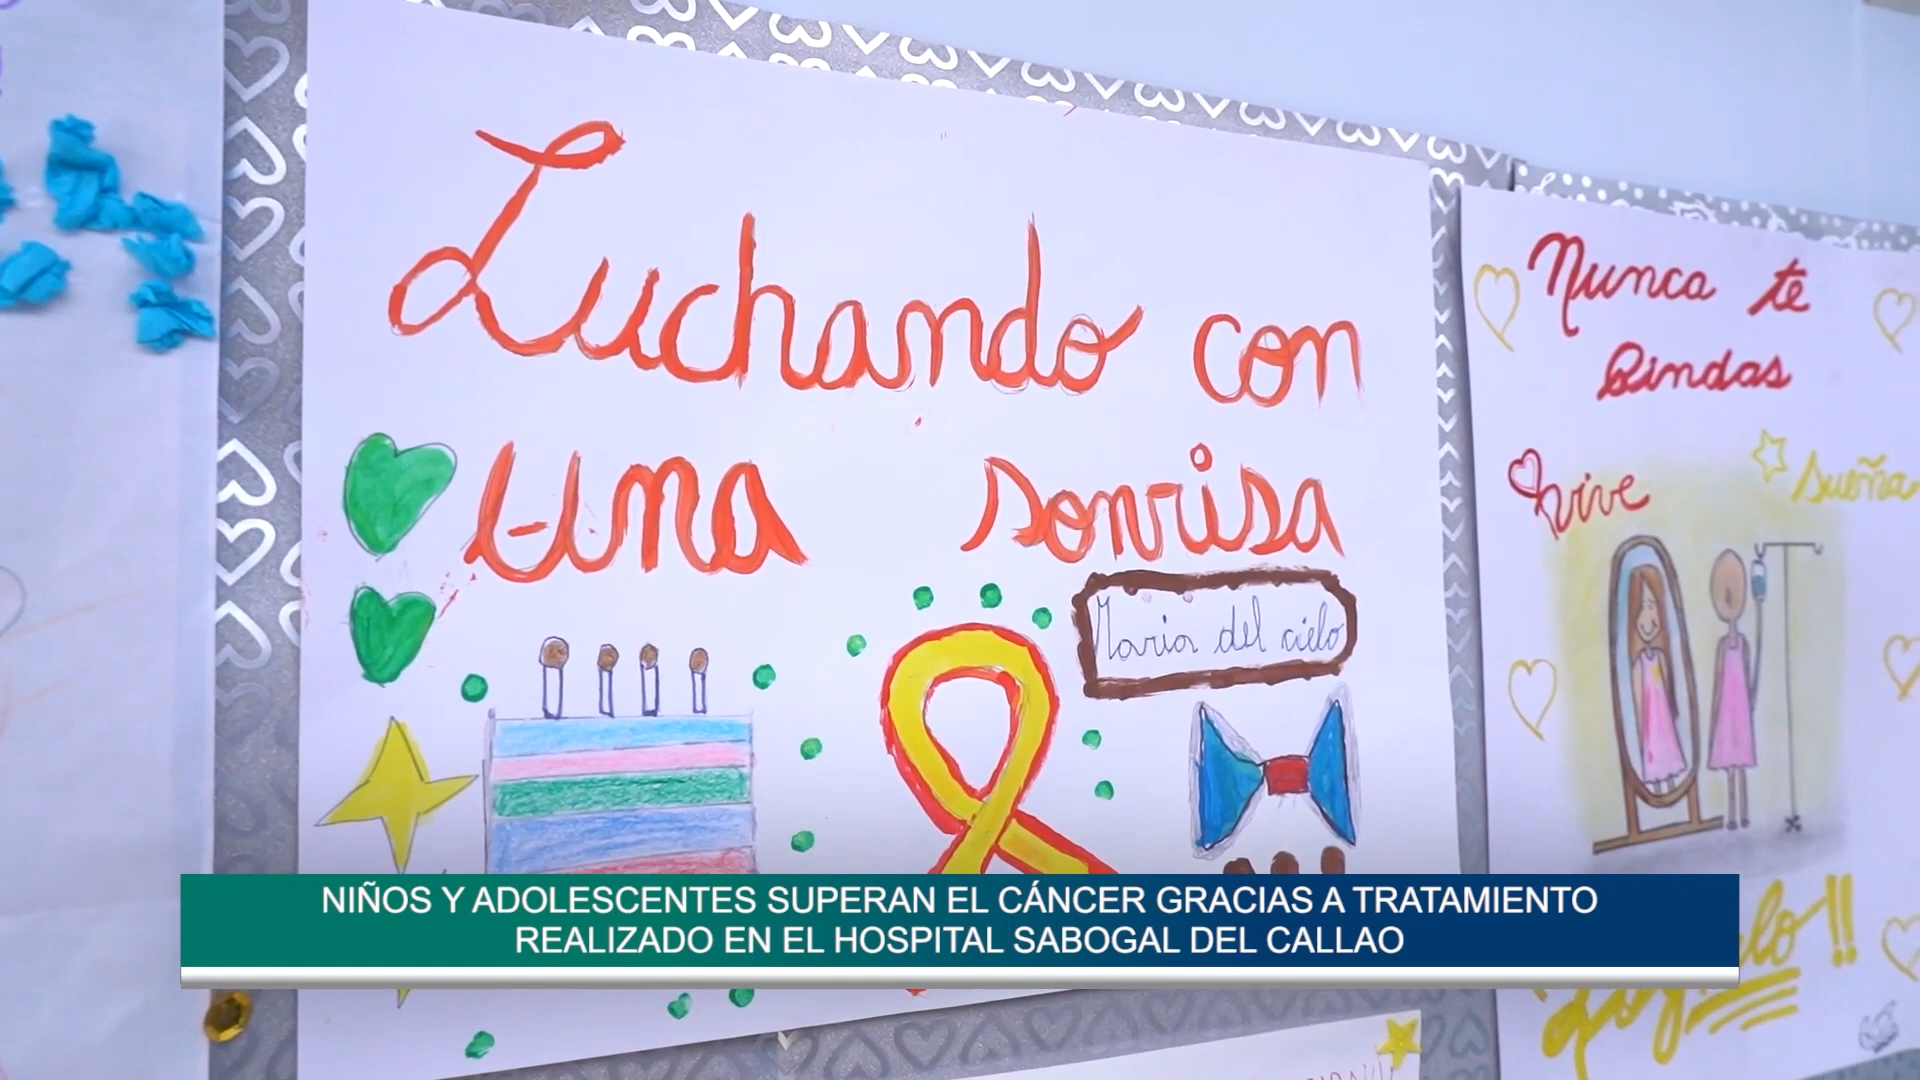 Luchando con
Una sonrisa
Maria del cielo
Nunca te
Rindas
vive
Sueña
NIÑOS Y ADOLESCENTES SUPERAN EL CÁNCER GRACIAS A TRATAMIENTO
REALIZADO EN EL HOSPITAL SABOGAL DEL CALLAO